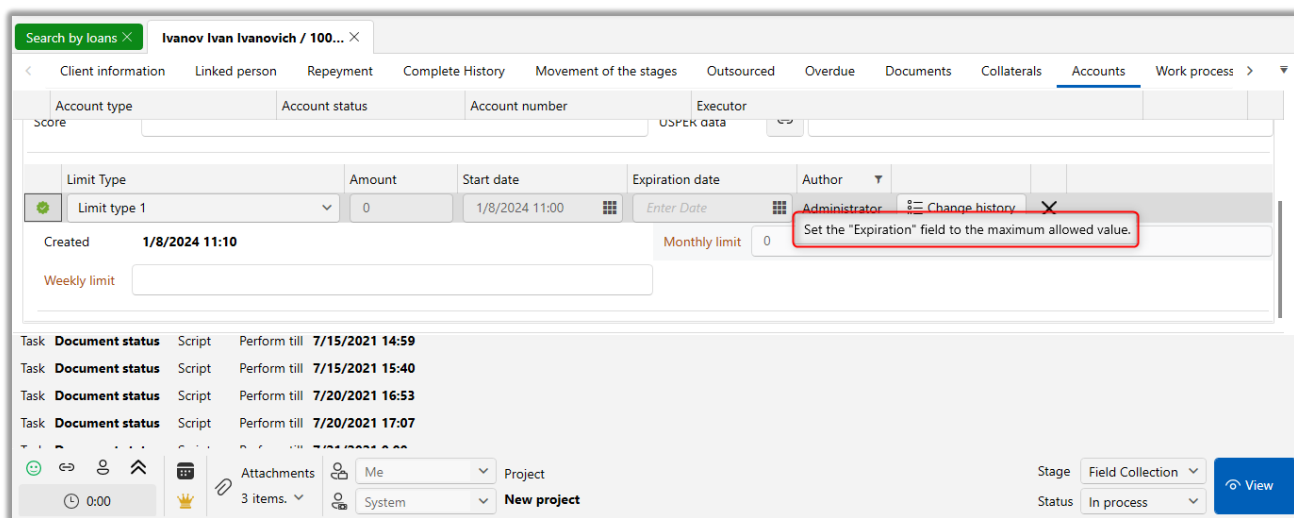 Search by loans
Ivanov Ivan Ivanovich / 100...
Client information Linked person Repeyment Complete History Movement of the stages Outsourced Overdue Documents Collaterals Accounts Work process
Account type Account status Account number Executor
Score USPER data
Limit Type Amount Start date Expiration date Author
Limit type 1 0 1/8/2024 11:00 Enter Date Administrator Change history
Set the "Expiration" field to the maximum allowed value.
Created 1/8/2024 11:10 Monthly limit 0
Weekly limit
Task Document status Script Perform till 7/15/2021 14:59
Task Document status Script Perform till 7/15/2021 15:40
Task Document status Script Perform till 7/20/2021 16:53
Task Document status Script Perform till 7/20/2021 17:07
Attachments Me Project Stage Field Collection
0:00 3 items. System New project Status In process
View